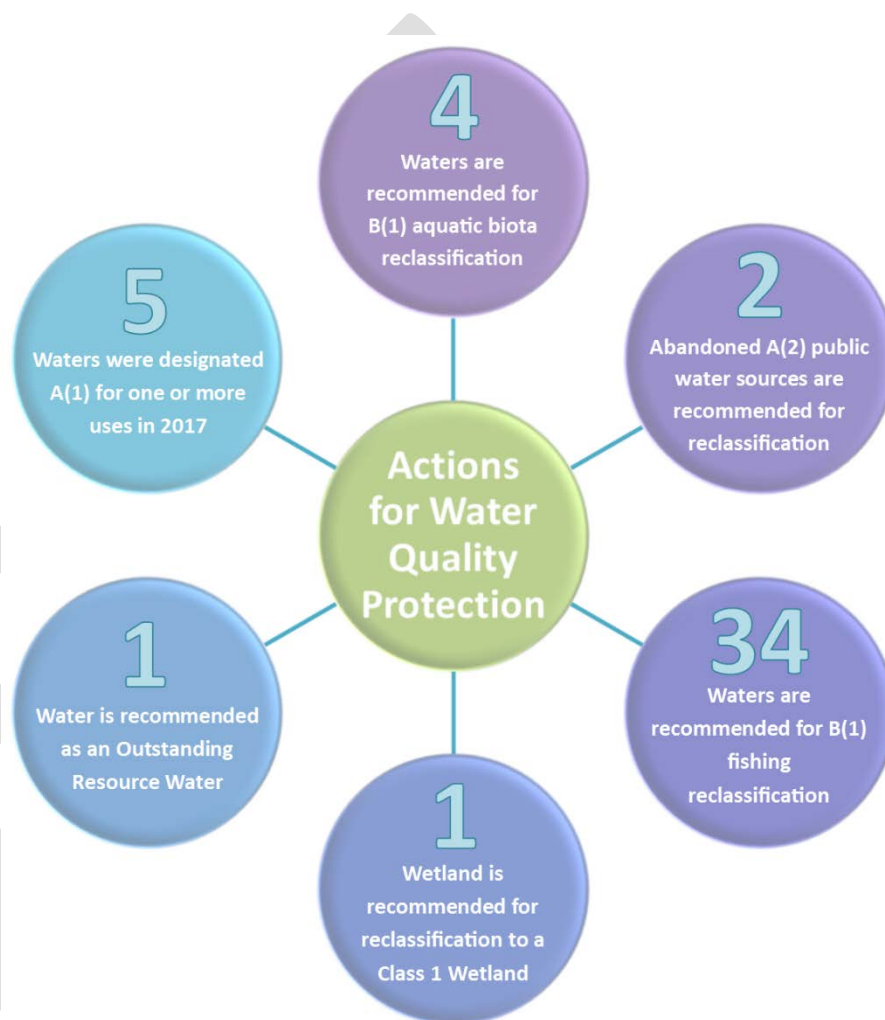 4
Waters are
recommended for
B(1) aquatic biota
reclassification
2
Abandoned A(2) public
water sources are
recommended for
reclassification
34
Waters are
recommended for B(1)
fishing
reclassification
1
Wetland is
recommended for
reclassification to a
Class 1 Wetland
1
Water is recommended
as an Outstanding
Resource Water
5
Waters were designated
A(1) for one or more
uses in 2017
Actions
for Water
Quality
Protection